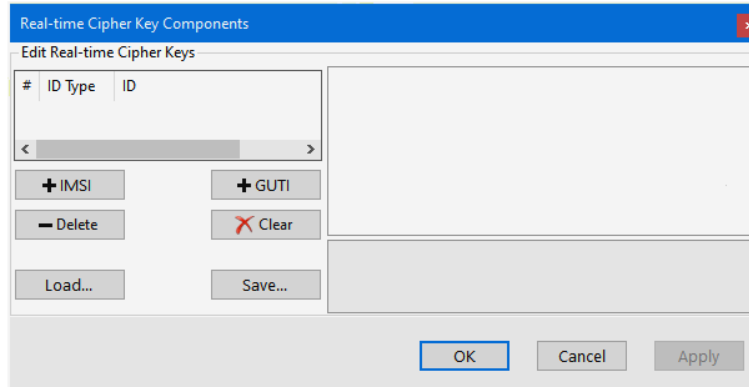 Real-time Cipher Key Components
Edit Real-time Cipher Keys
# ID Type ID
+IMSI +GUTI
Delete Clear
Load... Save...
OK Cancel Apply